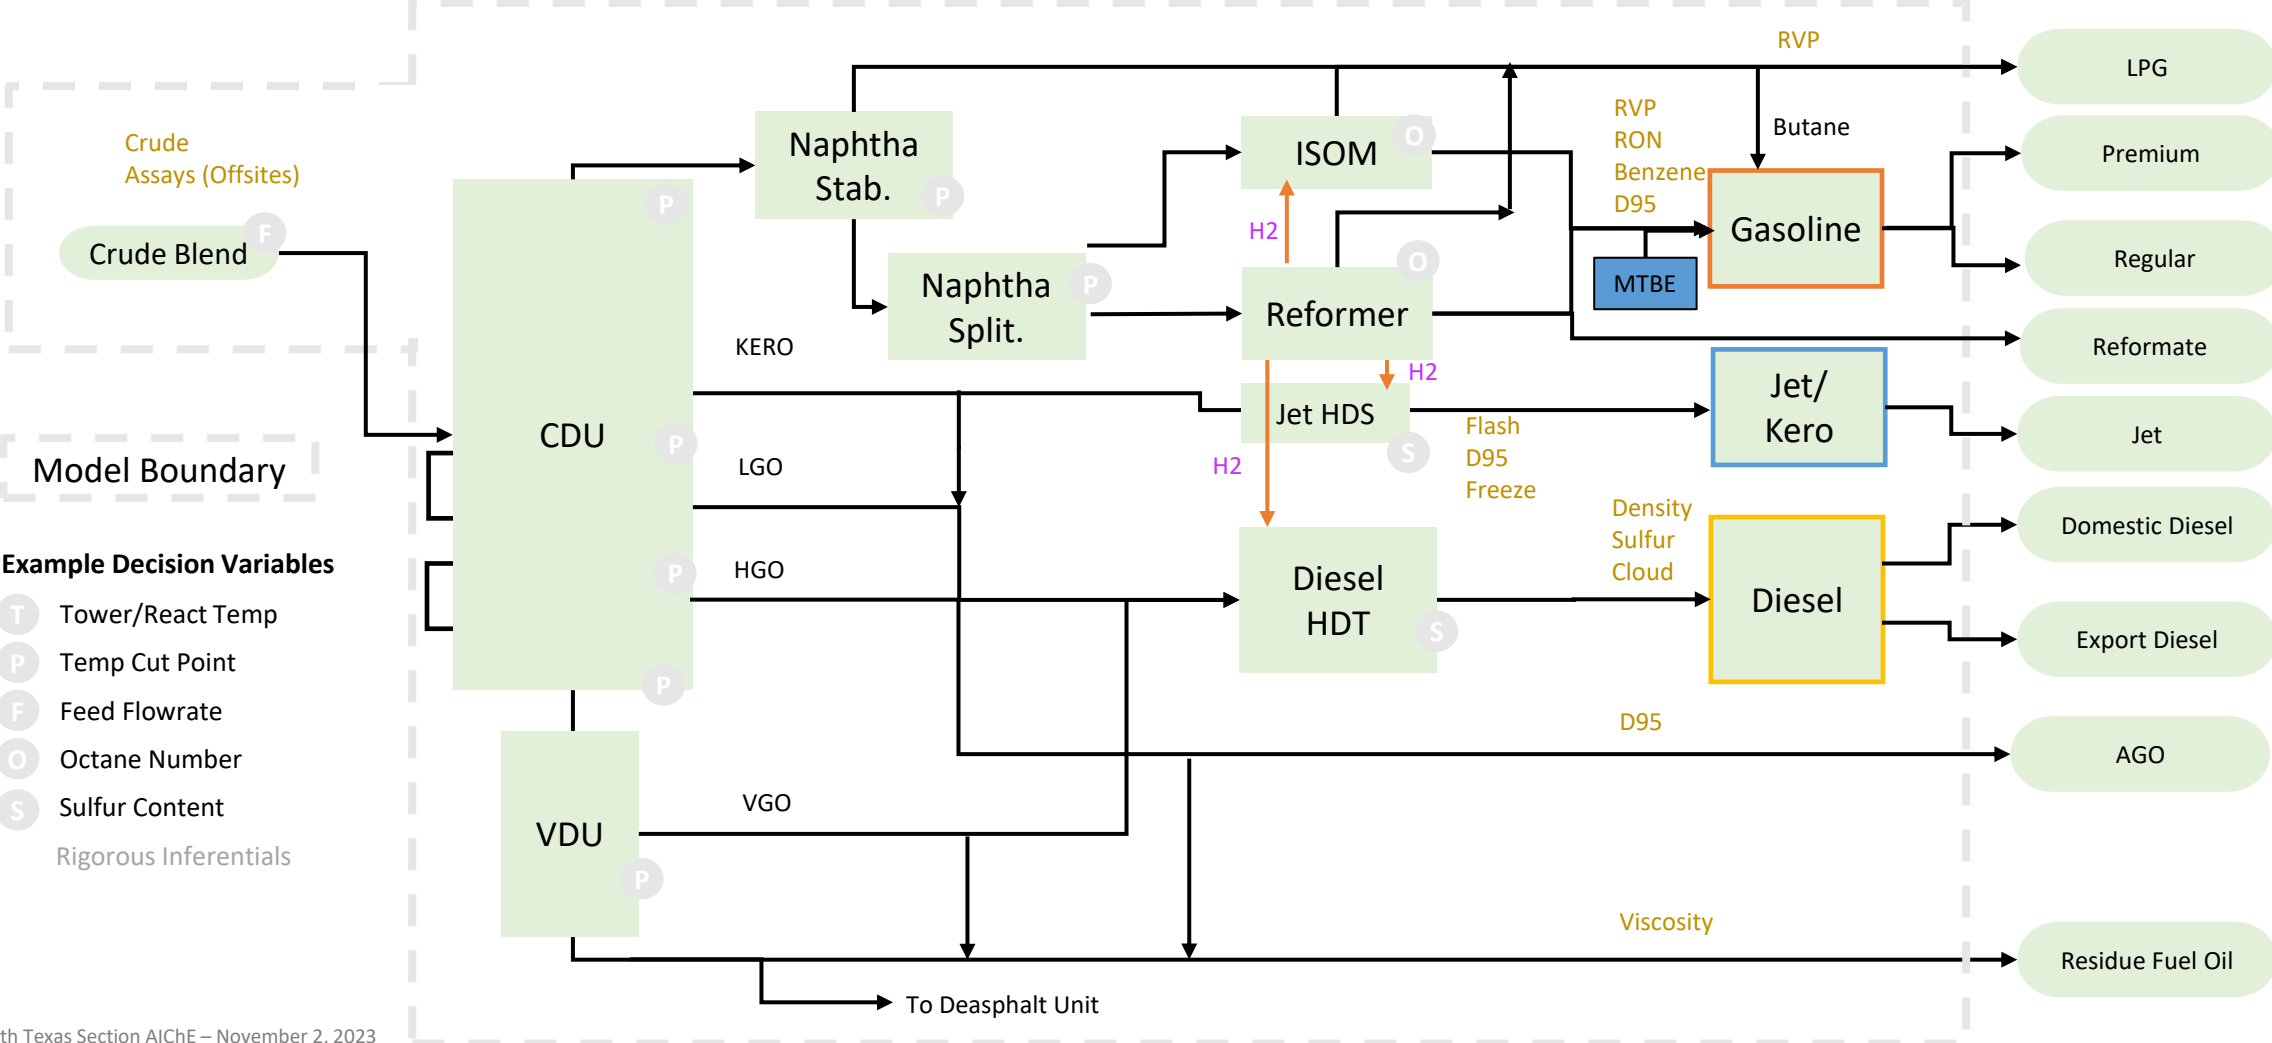 Crude
Assays (Offsites)
Crude Blend
F
Model Boundary
Example Decision Variables
T
Tower/React Temp
P
Temp Cut Point
F
Feed Flowrate
O
Octane Number
S
Sulfur Content
Rigorous Inferentials
th Texas Section AIChE – November 2, 2023
CDU
P
P
P
P
VDU
P
Naphtha
Stab.
P
Naphtha
Split.
P
KERO
LGO
HGO
VGO
To Deasphalt Unit
ISOM
O
H2
Reformer
O
H2
Jet HDS
S
H2
Diesel
HDT
S
RVP
RVP
RON
Benzene
D95
Butane
MTBE
Gasoline
Flash
D95
Freeze
Jet/
Kero
Density
Sulfur
Cloud
Diesel
D95
Viscosity
LPG
Premium
Regular
Reformate
Jet
Domestic Diesel
Export Diesel
AGO
Residue Fuel Oil